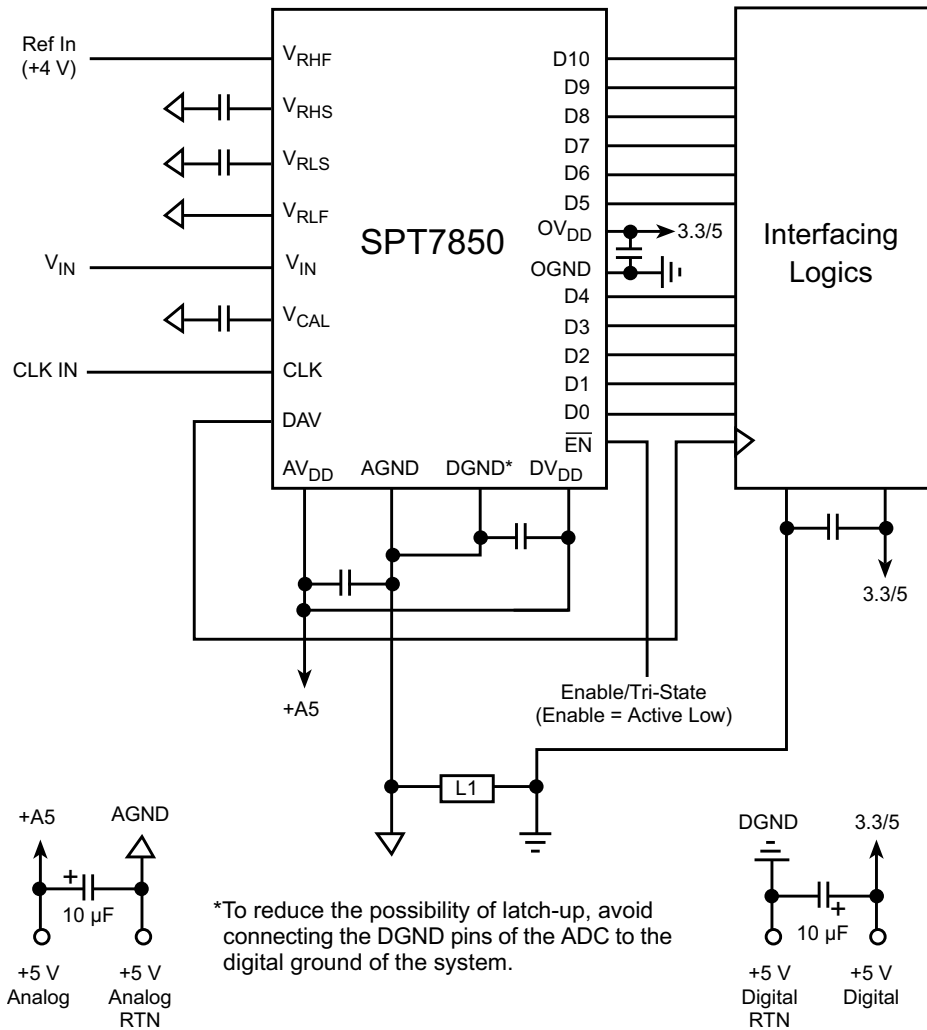 Ref In
(+4 V)
VRHF
VRHS
VRLS
VRLF
VIN
VIN
VCAL
CLK IN
CLK
DAV
SPT7850
D10
D9
D8
D7
D6
D5
OVDD
3.3/5
OGND
D4
D3
D2
D1
D0
EN
Interfacing
Logics
AVDD
AGND
DGND*
DVDD
3.3/5
+A5
Enable/Tri-State
(Enable = Active Low)
L1
+A5
AGND
+
10 µF
+5 V
Analog
+5 V
Analog
RTN
*To reduce the possibility of latch-up, avoid
connecting the DGND pins of the ADC to the
digital ground of the system.
DGND
3.3/5
+
10 µF
+5 V
Digital
RTN
+5 V
Digital